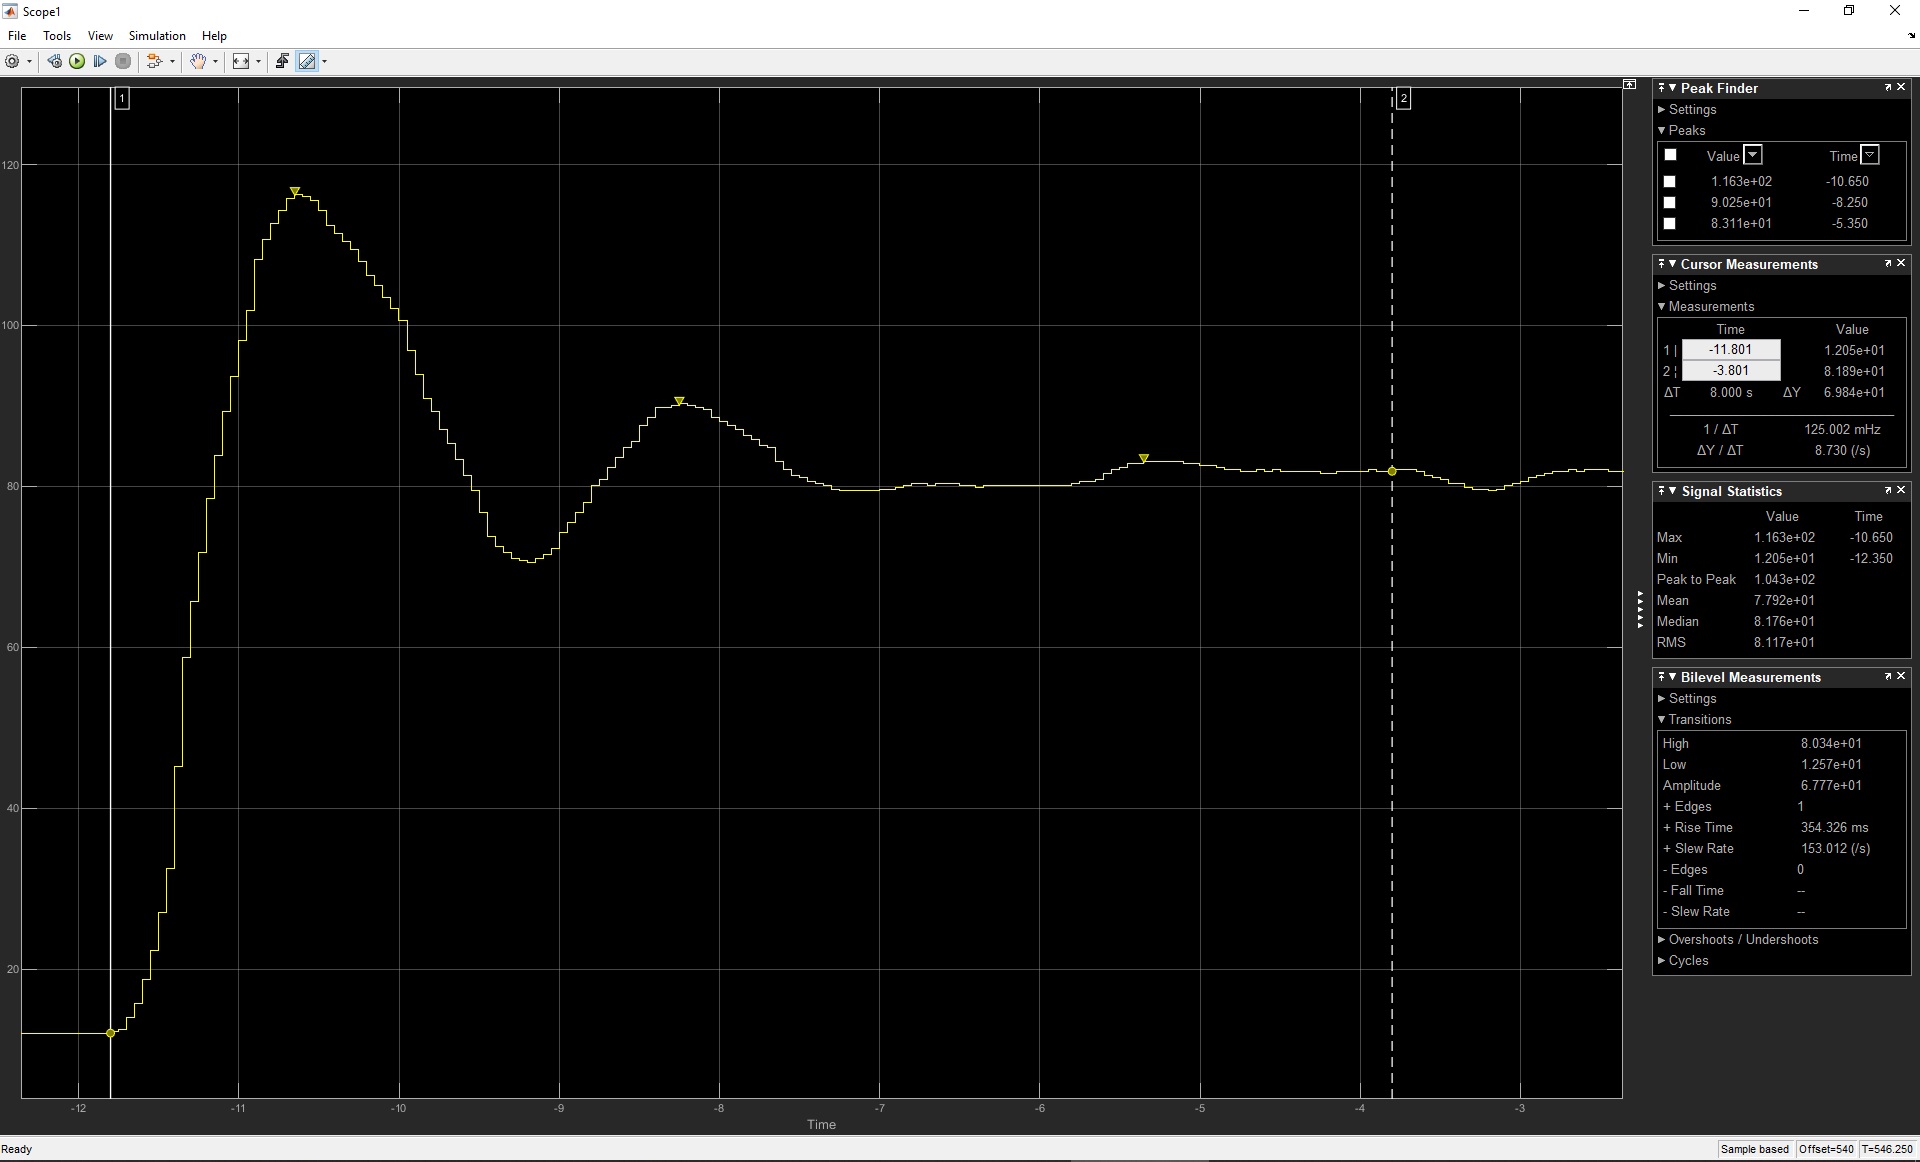 Scope1
File Tools View Simulation Help
1
2
120
100
80
60
40
20
-12 -11 -10 -9 -8 -7 -6 -5 -4 -3
Time
Peak Finder
Settings
Peaks
Value Time
1.163e+02 -10.650
9.025e+01 -8.250
8.311e+01 -5.350
Cursor Measurements
Settings
Measurements
Time Value
1 | -11.801 1.205e+01
2 ¦ -3.801 8.189e+01
ΔT 8.000 s ΔY 6.984e+01
1 / ΔT 125.002 mHz
ΔY / ΔT 8.730 (/s)
Signal Statistics
Value Time
Max 1.163e+02 -10.650
Min 1.205e+01 -12.350
Peak to Peak 1.043e+02
Mean 7.792e+01
Median 8.176e+01
RMS 8.117e+01
Bilevel Measurements
Settings
Transitions
High 8.034e+01
Low 1.257e+01
Amplitude 6.777e+01
+ Edges 1
+ Rise Time 354.326 ms
+ Slew Rate 153.012 (/s)
- Edges 0
- Fall Time --
- Slew Rate --
Overshoots / Undershoots
Cycles
Ready
Sample based Offset=540 T=546.250